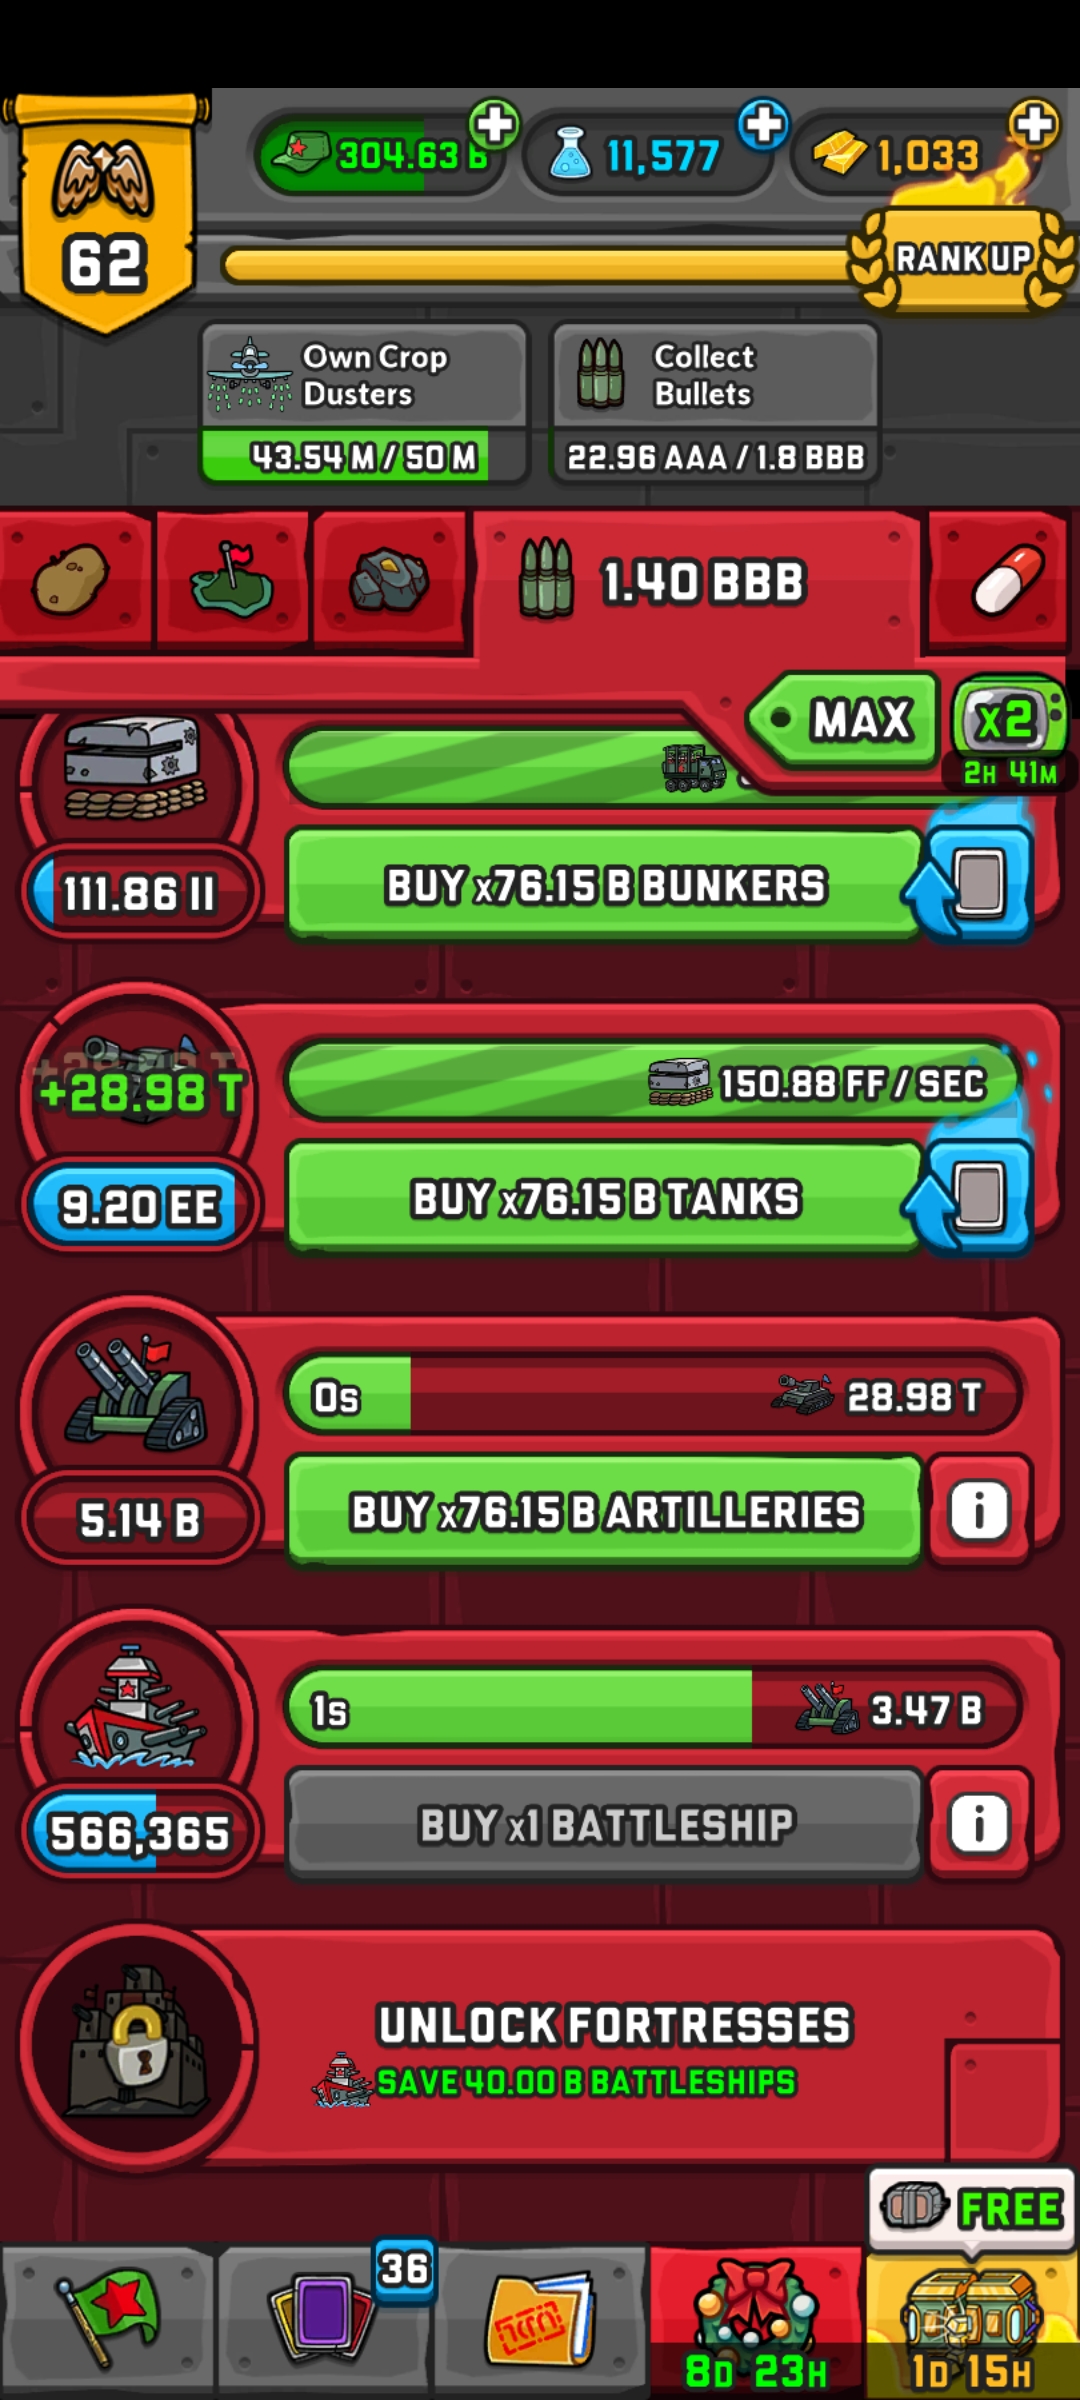 304.63 B
11,577
1,033
62
RANK UP
Own Crop
Dusters
43.54 M / 50 M
Collect
Bullets
22.96 AAA / 1.8 BBB
1.40 BBB
MAX
x2
2H 41M
111.86 II
BUY x76.15 B BUNKERS
+28.98 T
150.88 FF / SEC
9.20 EE
BUY x76.15 B TANKS
0s
28.98 T
5.14 B
BUY x76.15 B ARTILLERIES
i
1s
3.47 B
566,365
BUY x1 BATTLESHIP
i
UNLOCK FORTRESSES
SAVE 40.00 B BATTLESHIPS
FREE
36
8D 23H
1D 15H